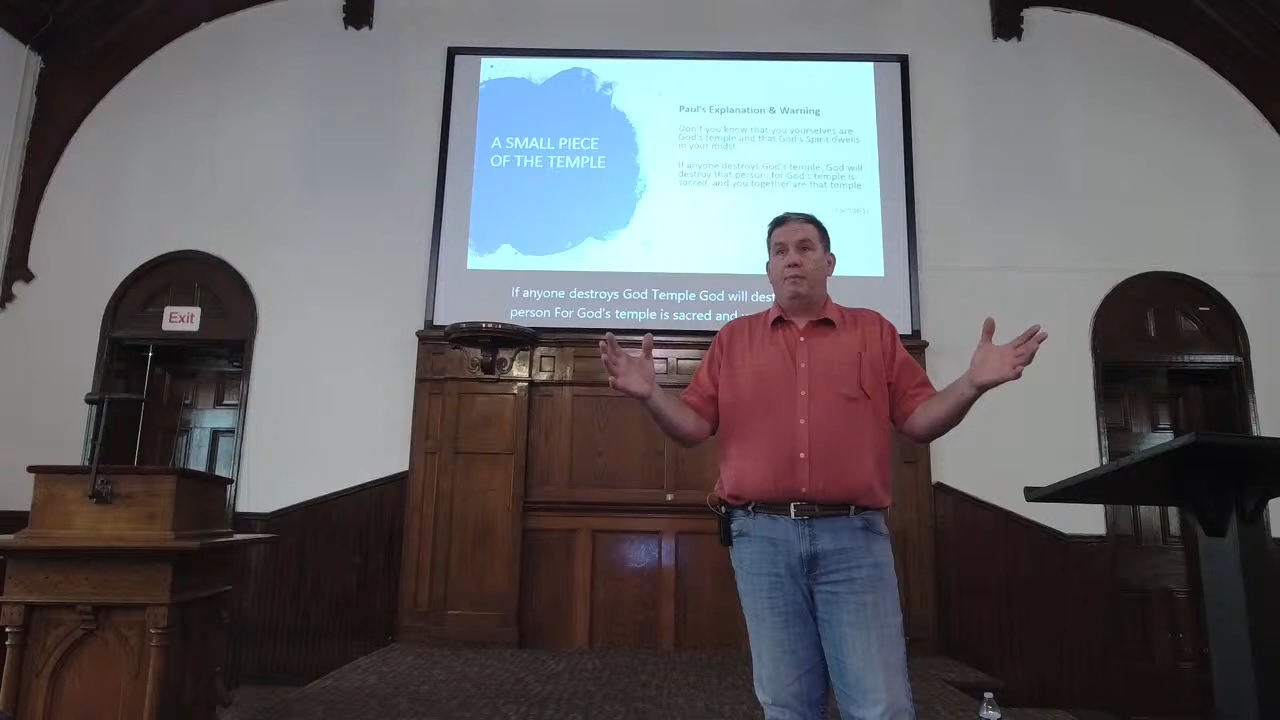 A SMALL PIECE
OF THE TEMPLE
Paul's Explanation & Warning
Don't you know that you yourselves are
God's temple and that God's Spirit dwells
in your midst
If anyone destroys God's temple, God will
destroy that person; for God's temple is
sacred, and you together are that temple
If anyone destroys God Temple God will
person For God's temple is sacred and
Exit